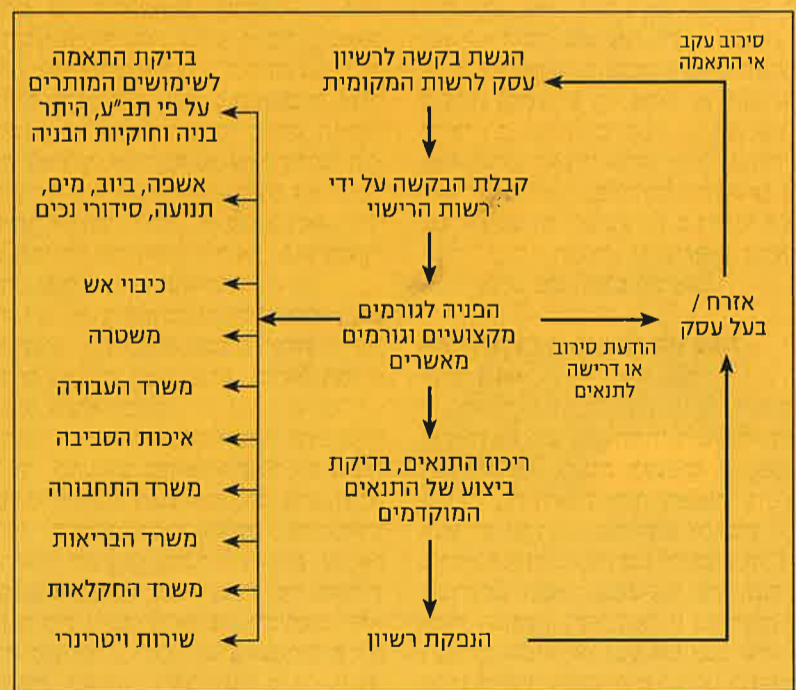 סירוב עקב
אי התאמה
הגשת בקשה לרשיון
עסק לרשות המקומית
קבלת הבקשה על ידי
רשות הרישוי
הפניה לגורמים
מקצועיים וגורמים
מאשרים
הודעת סירוב
או דרישה
לתנאים
אזרח /
בעל עסק
ריכוז התנאים, בדיקת
ביצוע של התנאים
המוקדמים
הנפקת רשיון
בדיקת התאמה
לשימושים המותרים
על פי תב"ע, היתר
בניה וחוקיות הבניה
אשפה, ביוב, מים,
תנועה, סידורי נכים
כיבוי אש
משטרה
משרד העבודה
איכות הסביבה
משרד התחבורה
משרד הבריאות
משרד החקלאות
שירות ויטרינרי